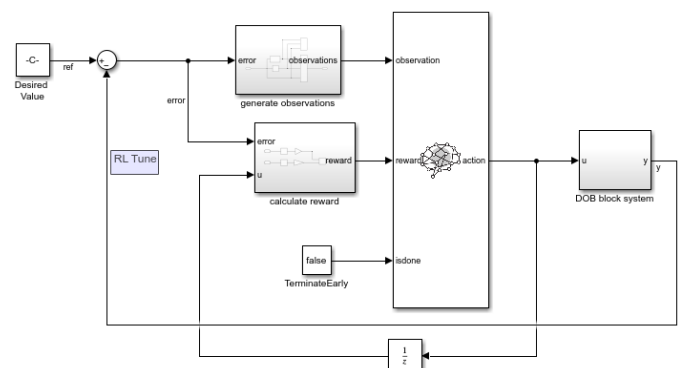 -C-
Desired
Value
ref
+
-
error
error
observations
generate observations
RL Tune
error
u
reward
calculate reward
false
TerminateEarly
observation
reward
isdone
action
u
y
DOB block system
y
1
z